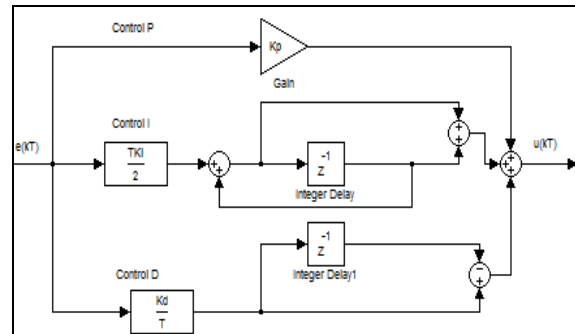 Control P
Kp
Gain
Control I
e(kT)
TKI
2
+
+
-1
Z
Integer Delay
+
+
+
+
+
u(kT)
-1
Z
Integer Delay1
Control D
Kd
T
−
+